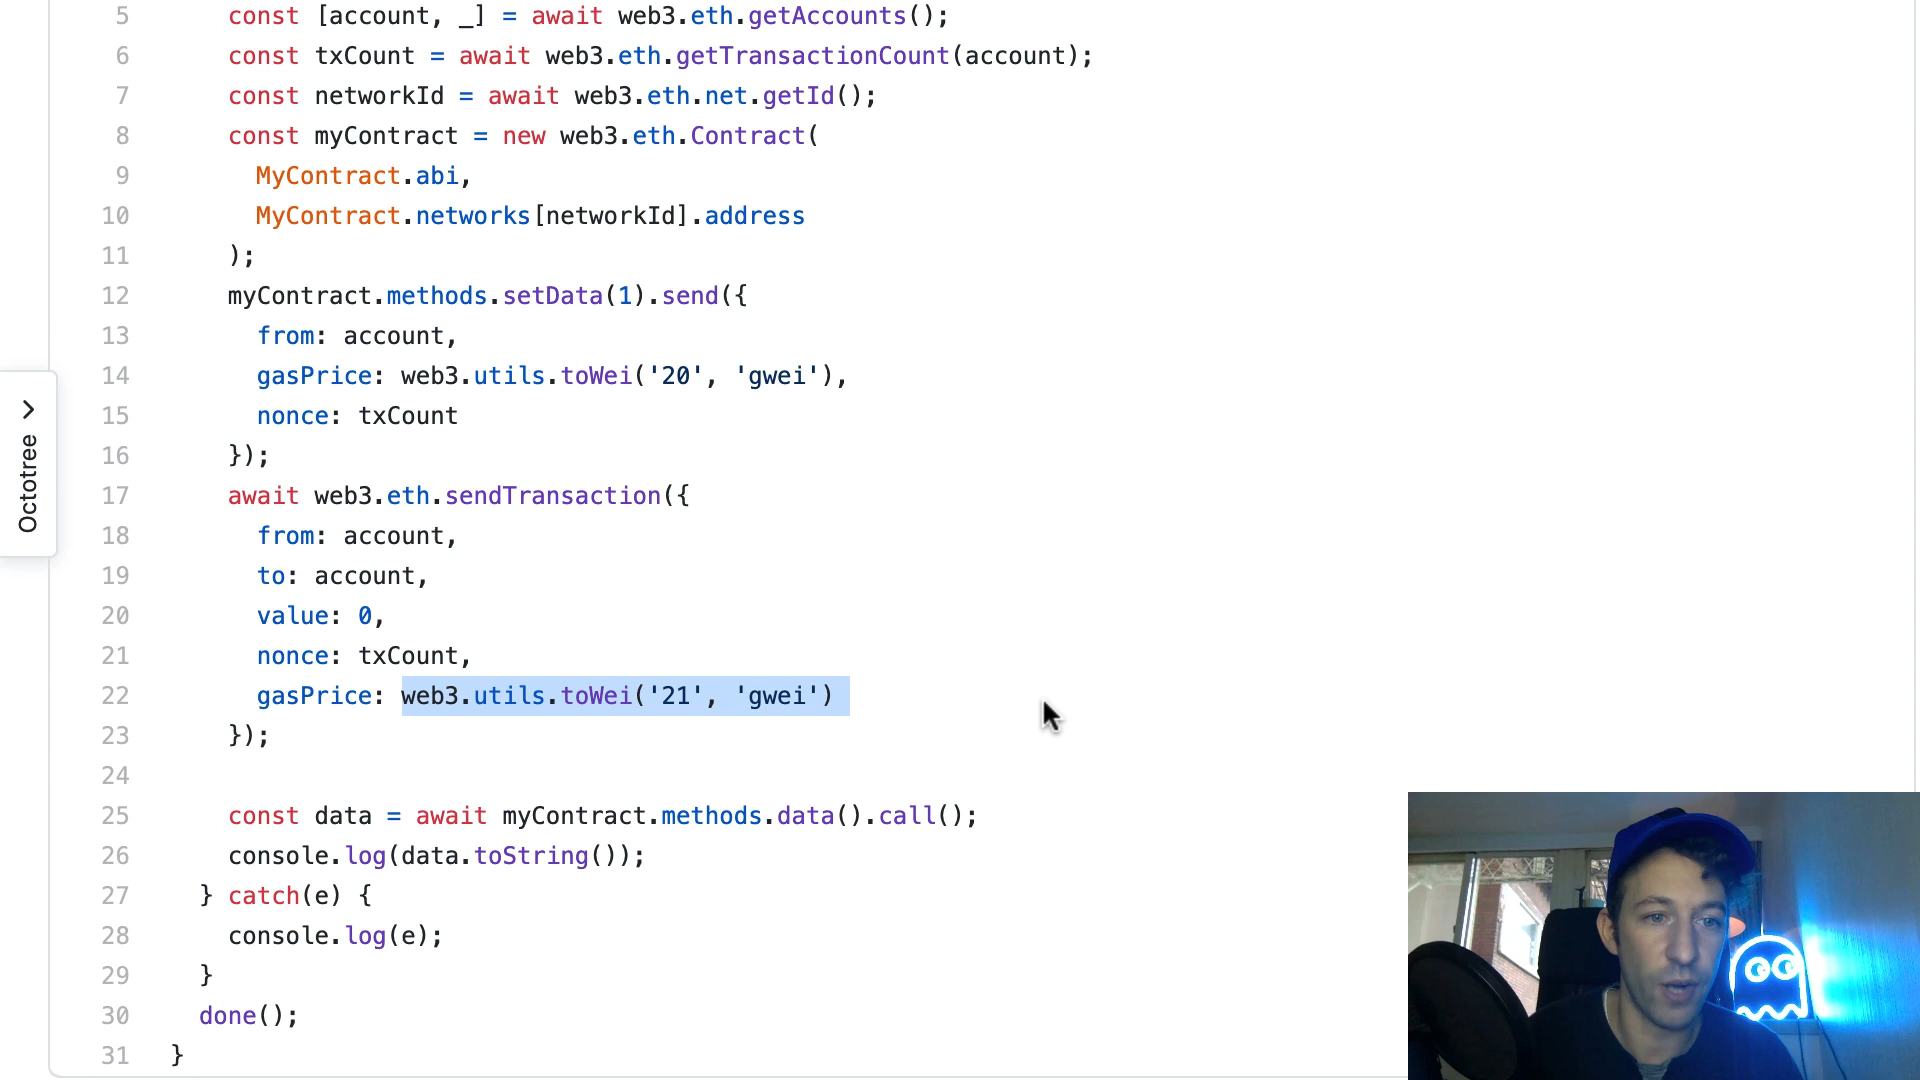 5 const [account, _] = await web3.eth.getAccounts();
6 const txCount = await web3.eth.getTransactionCount(account);
7 const networkId = await web3.eth.net.getId();
8 const myContract = new web3.eth.Contract(
9 MyContract.abi,
10 MyContract.networks[networkId].address
11 );
12 myContract.methods.setData(1).send({
13 from: account,
14 gasPrice: web3.utils.toWei('20', 'gwei'),
15 nonce: txCount
16 });
17 await web3.eth.sendTransaction({
18 from: account,
19 to: account,
20 value: 0,
21 nonce: txCount,
22 gasPrice: web3.utils.toWei('21', 'gwei')
23 });
24
25 const data = await myContract.methods.data().call();
26 console.log(data.toString());
27 } catch(e) {
28 console.log(e);
29 }
30 done();
31 }
Octotree